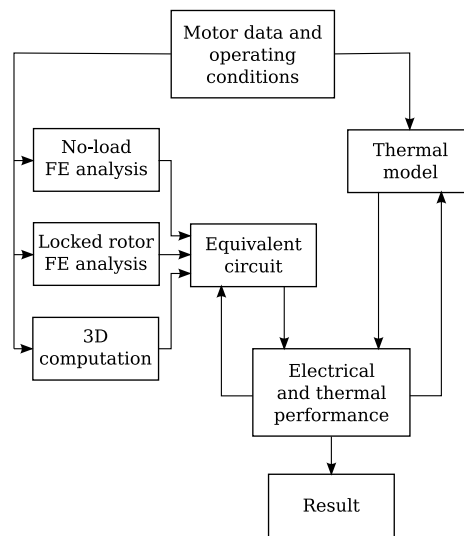 Motor data and
operating
conditions
No-load
FE analysis
Thermal
model
Locked rotor
FE analysis
Equivalent
circuit
3D
computation
Electrical
and thermal
performance
Result